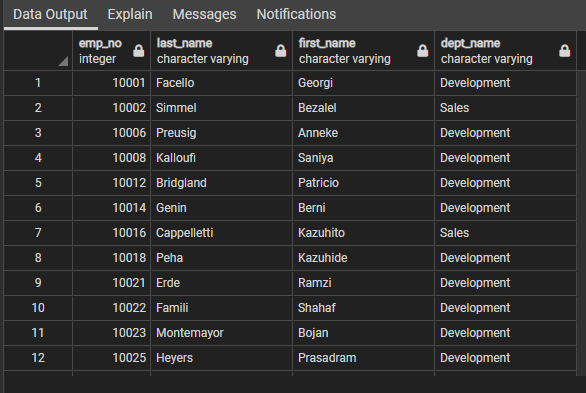 Data Output Explain Messages Notifications
emp_no last_name first_name dept_name
integer character varying character varying character varying
1 10001 Facello Georgi Development
2 10002 Simmel Bezalel Sales
3 10006 Preusig Anneke Development
4 10008 Kalloufi Saniya Development
5 10012 Bridgland Patricio Development
6 10014 Genin Berni Development
7 10016 Cappelletti Kazuhito Sales
8 10018 Peha Kazuhide Development
9 10021 Erde Ramzi Development
10 10022 Famili Shahaf Development
11 10023 Montemayor Bojan Development
12 10025 Heyers Prasadram Development